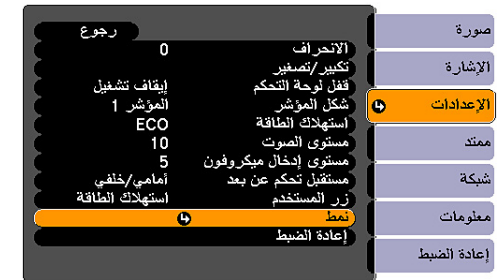 رجوع
الانحراف 0
تكبير/تصغير
قفل لوحة التحكم إيقاف تشغيل
شكل المؤشر المؤشر 1
استهلاك الطاقة ECO
مستوى الصوت 10
مستوى إدخال ميكروفون 5
مستقبل تحكم عن بعد أمامي/خلفي
زر المستخدم استهلاك الطاقة
نمط
إعادة الضبط
صورة
الإشارة
الإعدادات
ممتد
شبكة
معلومات
إعادة الضبط